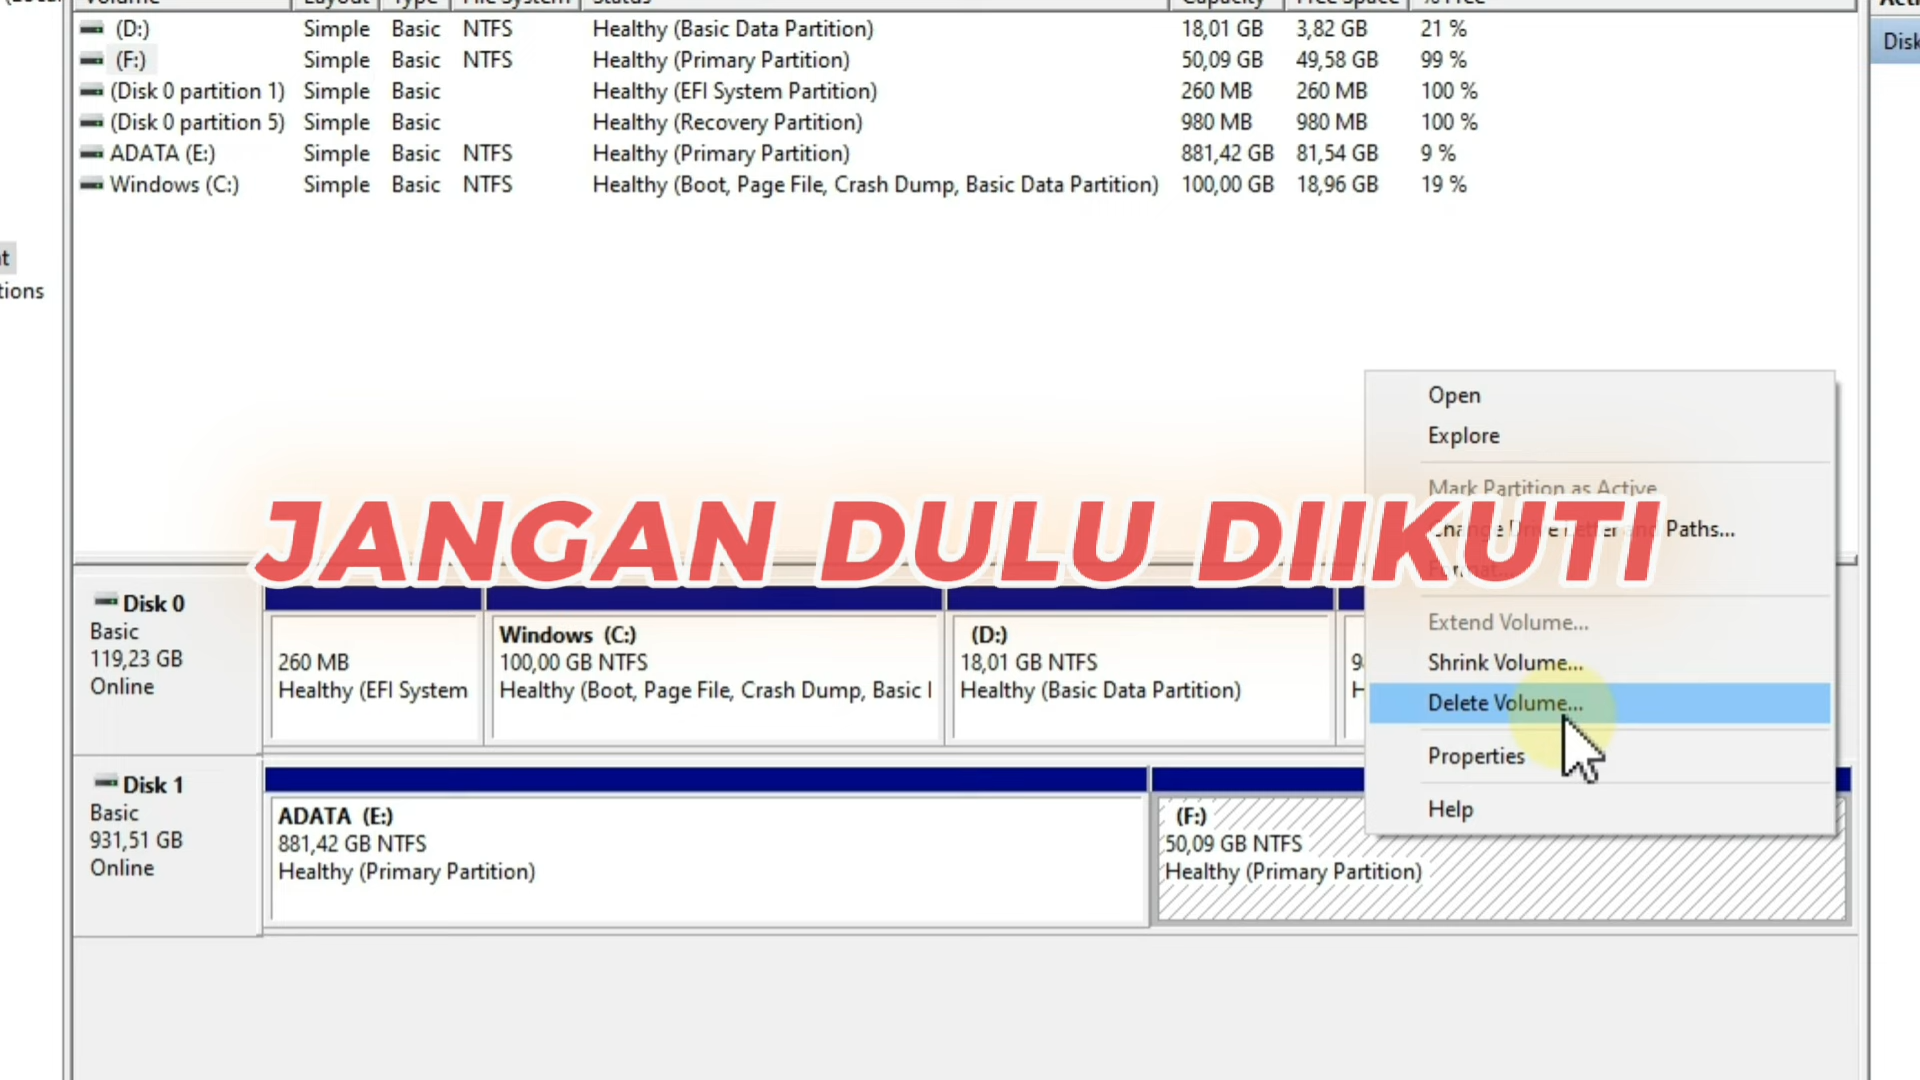 (D:) Simple Basic NTFS Healthy (Basic Data Partition) 18,01 GB 3,82 GB 21 %
(F:) Simple Basic NTFS Healthy (Primary Partition) 50,09 GB 49,58 GB 99 %
(Disk 0 partition 1) Simple Basic Healthy (EFI System Partition) 260 MB 260 MB 100 %
(Disk 0 partition 5) Simple Basic Healthy (Recovery Partition) 980 MB 980 MB 100 %
ADATA (E:) Simple Basic NTFS Healthy (Primary Partition) 881,42 GB 81,54 GB 9 %
Windows (C:) Simple Basic NTFS Healthy (Boot, Page File, Crash Dump, Basic Data Partition) 100,00 GB 18,96 GB 19 %
Disk
Open
Explore
Mark Partition as Active
Change Drive Letter and Paths...
Format...
JANGAN DULU DIIKUTI
Extend Volume...
Shrink Volume...
Delete Volume...
Properties
Help
Disk 0
Basic
119,23 GB
Online
260 MB
Healthy (EFI System
Windows (C:)
100,00 GB NTFS
Healthy (Boot, Page File, Crash Dump, Basic
(D:)
18,01 GB NTFS
Healthy (Basic Data Partition)
Disk 1
Basic
931,51 GB
Online
ADATA (E:)
881,42 GB NTFS
Healthy (Primary Partition)
(F:)
50,09 GB NTFS
Healthy (Primary Partition)